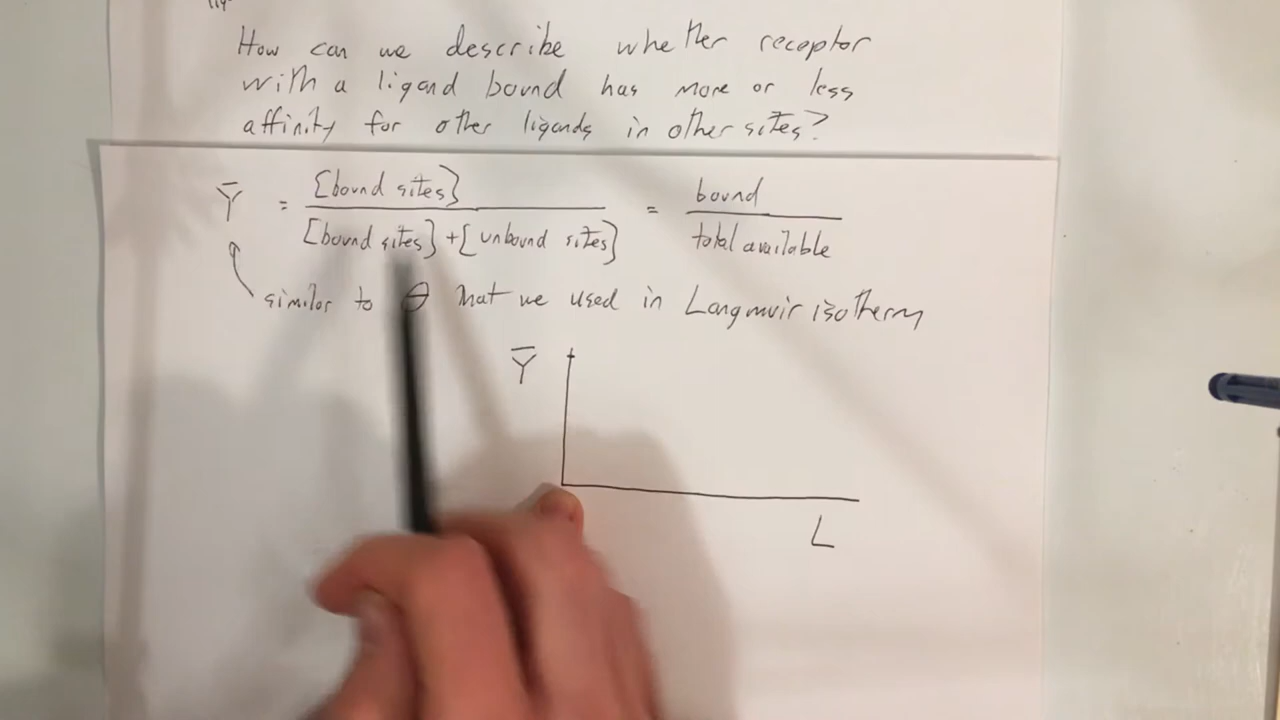 How can we describe whether receptor
with a ligand bound has more or less
affinity for other ligands in other sites?
Ȳ = [bound sites] / [bound sites] + [unbound sites] = bound / total available
similar to θ that we used in Langmuir isotherm
Ȳ
L